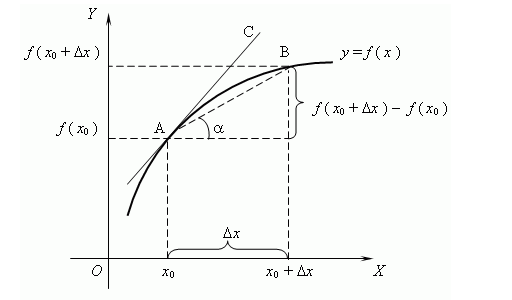 Y
C
f ( x₀ + Δx )
B
y = f ( x )
f ( x₀ + Δx ) − f ( x₀ )
f ( x₀ )
A
α
Δx
O
x₀
x₀ + Δx
X